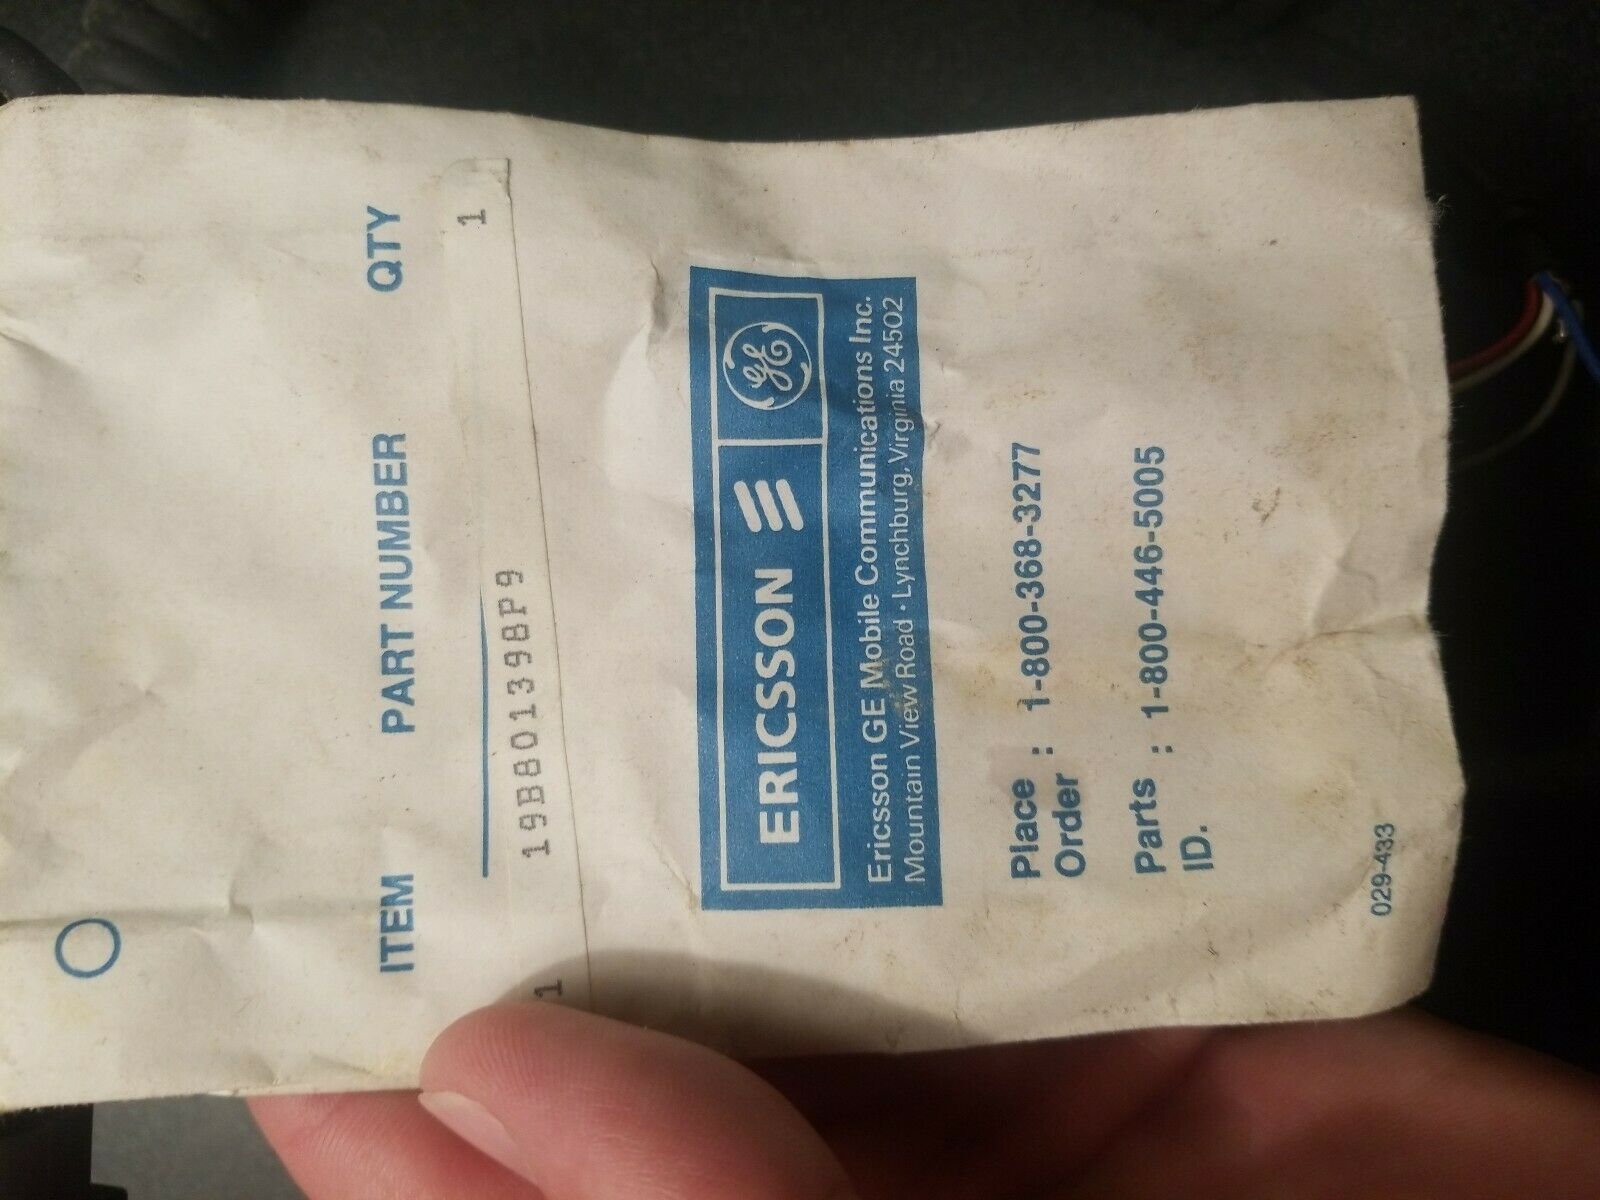 ITEM PART NUMBER QTY
1 19B801398P9 1
ERICSSON GE
Ericsson GE Mobile Communications Inc.
Mountain View Road · Lynchburg, Virginia 24502
Place : 1-800-368-3277
Order
Parts : 1-800-446-5005
ID.
029-433